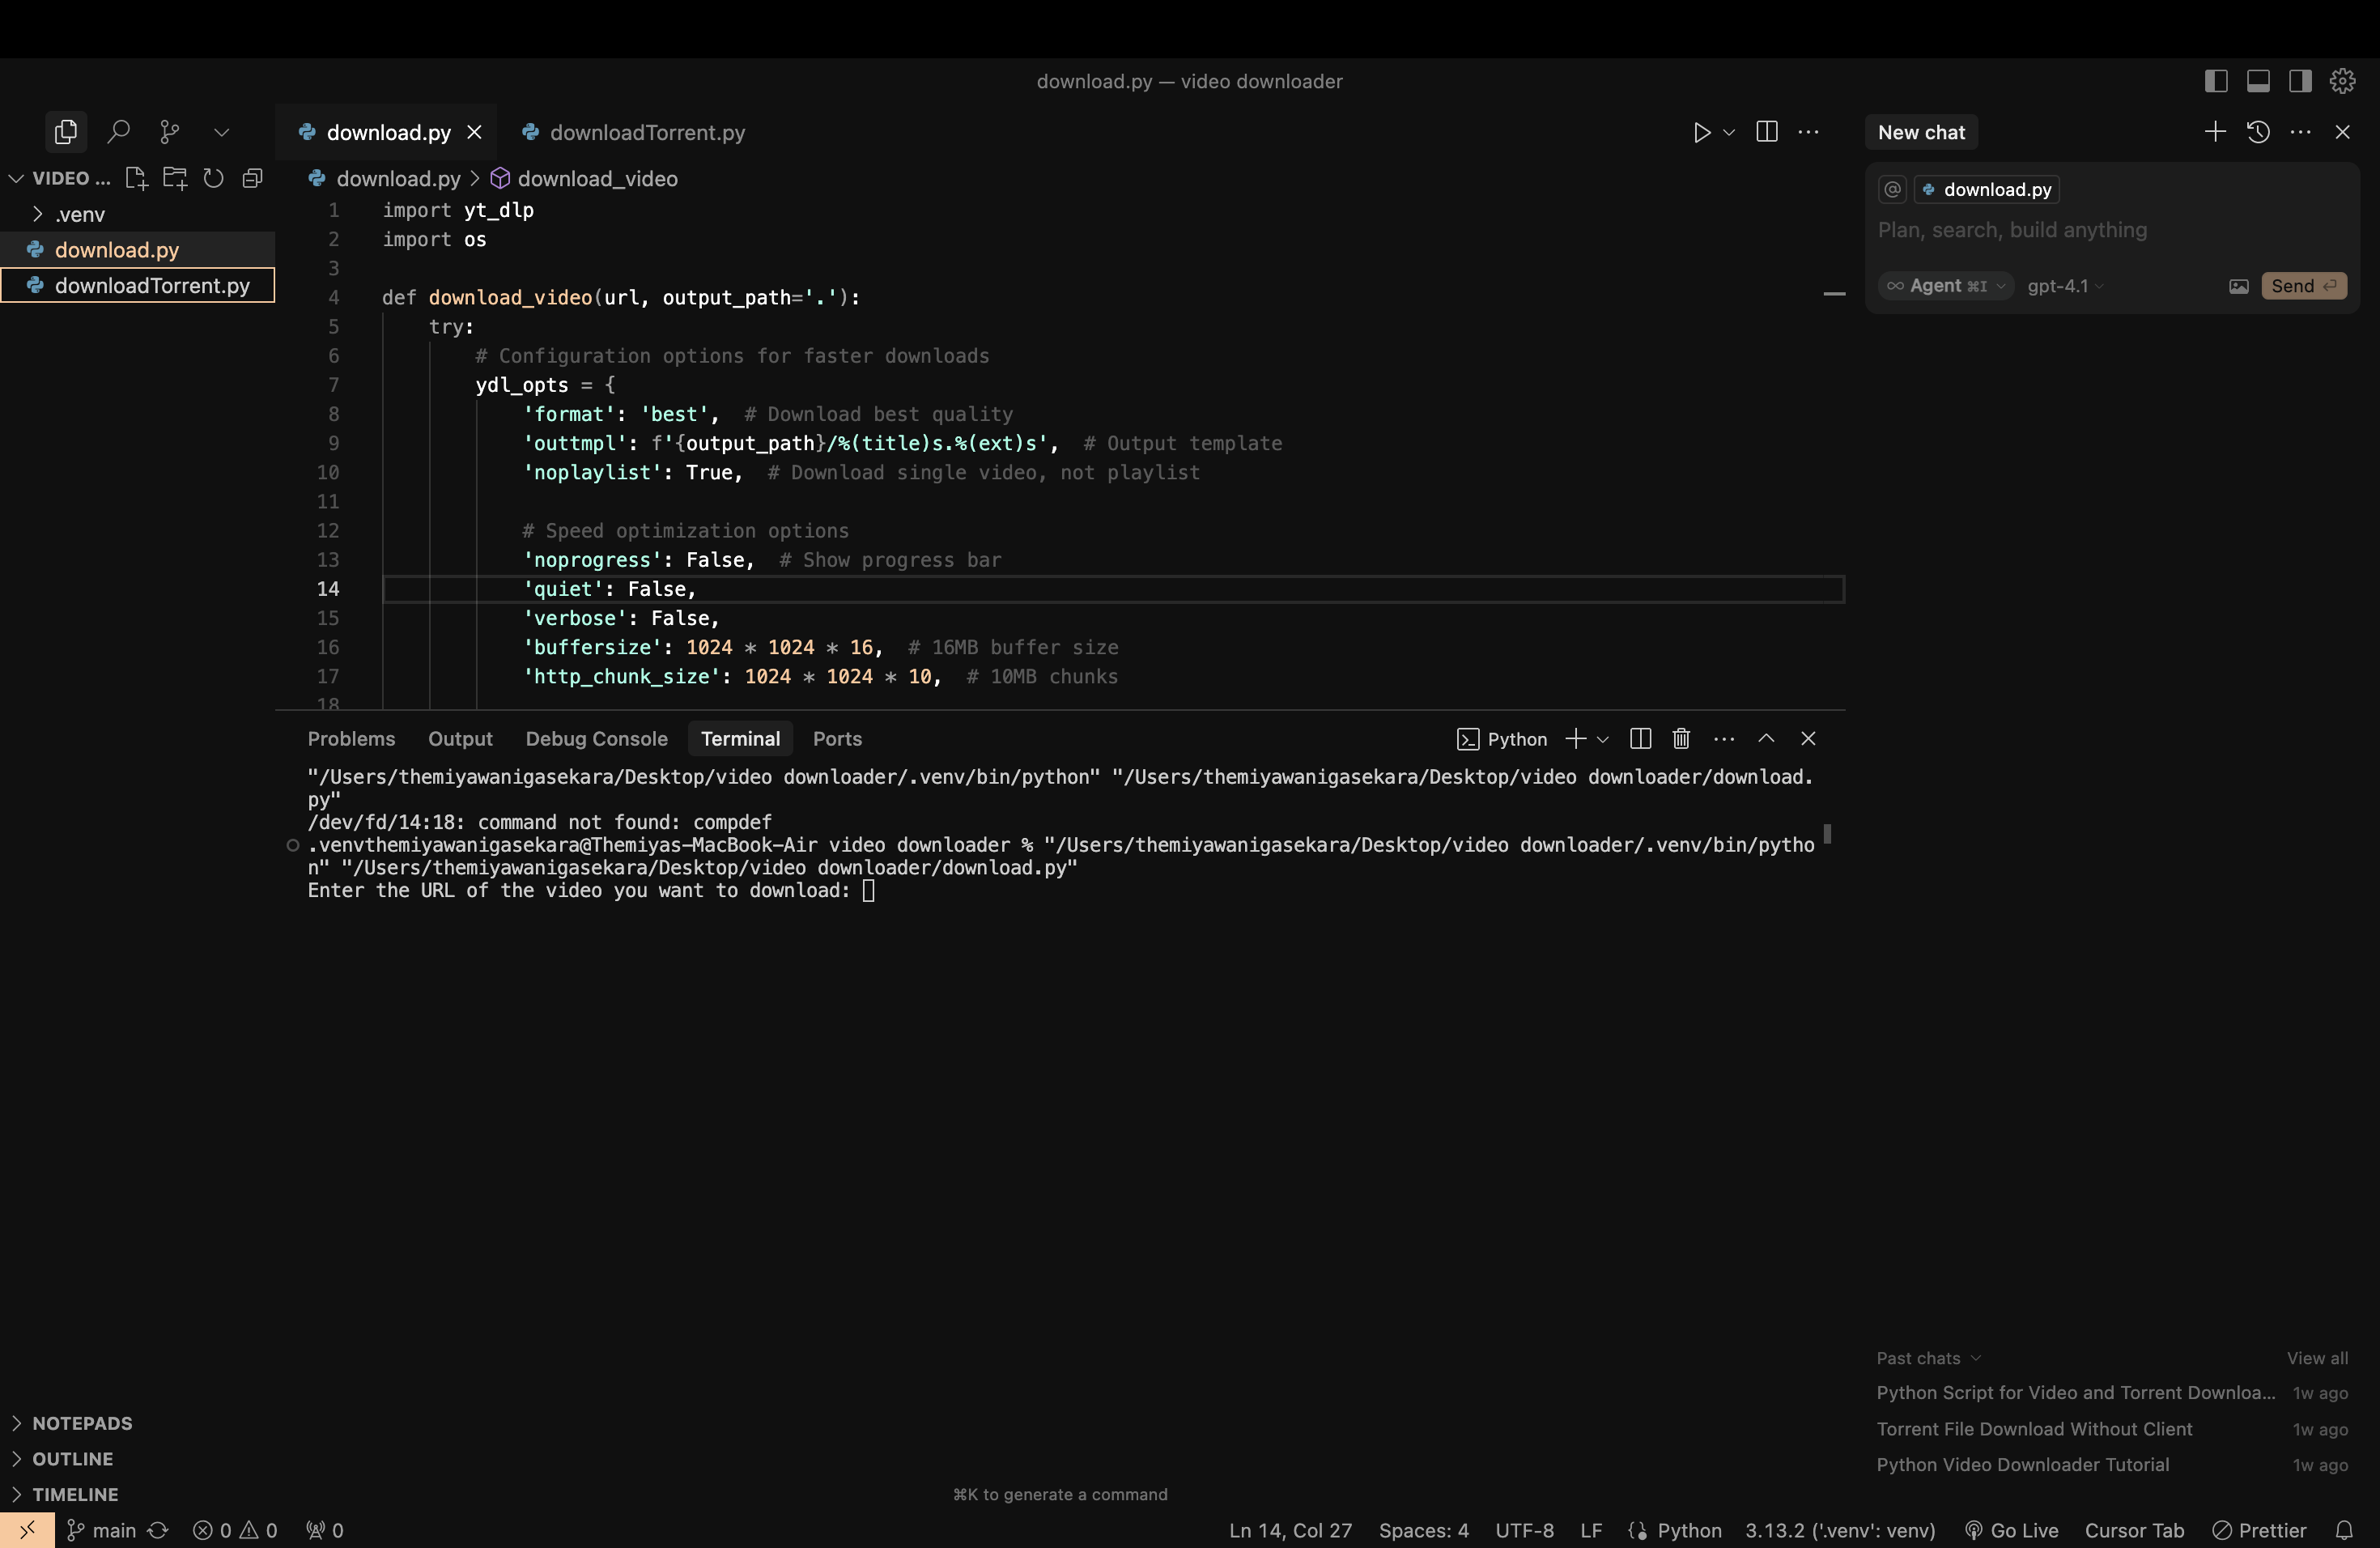 download.py — video downloader
download.py
downloadTorrent.py
New chat
VIDEO ...
.venv
download.py
downloadTorrent.py
download.py > download_video
1 import yt_dlp
2 import os
3
4 def download_video(url, output_path='.'):
5 try:
6 # Configuration options for faster downloads
7 ydl_opts = {
8 'format': 'best', # Download best quality
9 'outtmpl': f'{output_path}/%(title)s.%(ext)s', # Output template
10 'noplaylist': True, # Download single video, not playlist
11
12 # Speed optimization options
13 'noprogress': False, # Show progress bar
14 'quiet': False,
15 'verbose': False,
16 'buffersize': 1024 * 1024 * 16, # 16MB buffer size
17 'http_chunk_size': 1024 * 1024 * 10, # 10MB chunks
18
@ download.py
Plan, search, build anything
Agent ⌘I gpt-4.1 Send
Problems Output Debug Console Terminal Ports Python
"/Users/themiyawanigasekara/Desktop/video downloader/.venv/bin/python" "/Users/themiyawanigasekara/Desktop/video downloader/download.
py"
/dev/fd/14:18: command not found: compdef
.venvthemiyawanigasekara@Themiyas-MacBook-Air video downloader % "/Users/themiyawanigasekara/Desktop/video downloader/.venv/bin/pytho
n" "/Users/themiyawanigasekara/Desktop/video downloader/download.py"
Enter the URL of the video you want to download:
⌘K to generate a command
Past chats View all
Python Script for Video and Torrent Downloa... 1w ago
Torrent File Download Without Client 1w ago
Python Video Downloader Tutorial 1w ago
NOTEPADS
OUTLINE
TIMELINE
main 0 0 0 Ln 14, Col 27 Spaces: 4 UTF-8 LF Python 3.13.2 ('.venv': venv) Go Live Cursor Tab Prettier